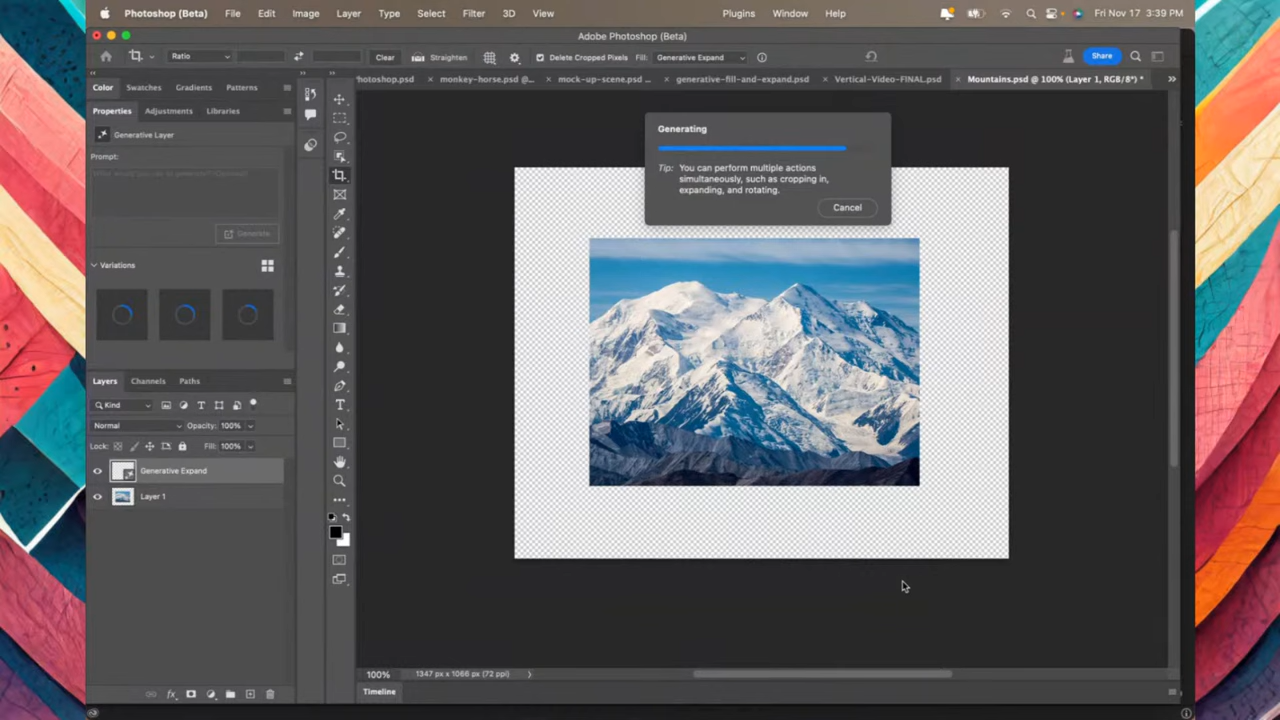 Photoshop (Beta) File Edit Image Layer Type Select Filter 3D View Plugins Window Help Fri Nov 17 3:39 PM
Adobe Photoshop (Beta)
Ratio Clear Straighten Delete Cropped Pixels Fill: Generative Expand Share
Color Swatches Gradients Patterns
hotoshop.psd monkey-horse.psd @... mock-up-scene.psd ... generative-fill-and-expand.psd Vertical-Video-FINAL.psd Mountains.psd @ 100% (Layer 1, RGB/8*) *
Properties Adjustments Libraries
Generative Layer
Prompt:
Generate
Variations
Generating
Tip: You can perform multiple actions
simultaneously, such as cropping in,
expanding, and rotating.
Cancel
Layers Channels Paths
Kind
Normal Opacity: 100%
Lock: Fill: 100%
Generative Expand
Layer 1
100% 1347 px x 1066 px (72 ppi)
Timeline